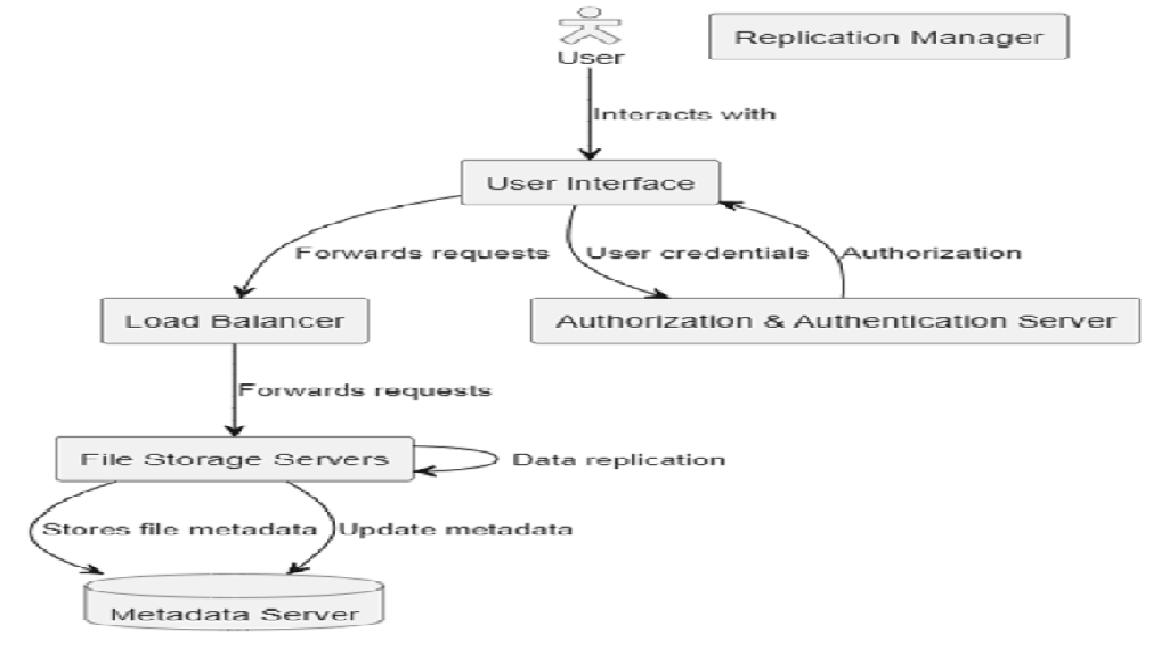 User
Replication Manager
Interacts with
User Interface
Forwards requests
User credentials
Authorization
Load Balancer
Authorization & Authentication Server
Forwards requests
File Storage Servers
Data replication
Stores file metadata
Update metadata
Metadata Server